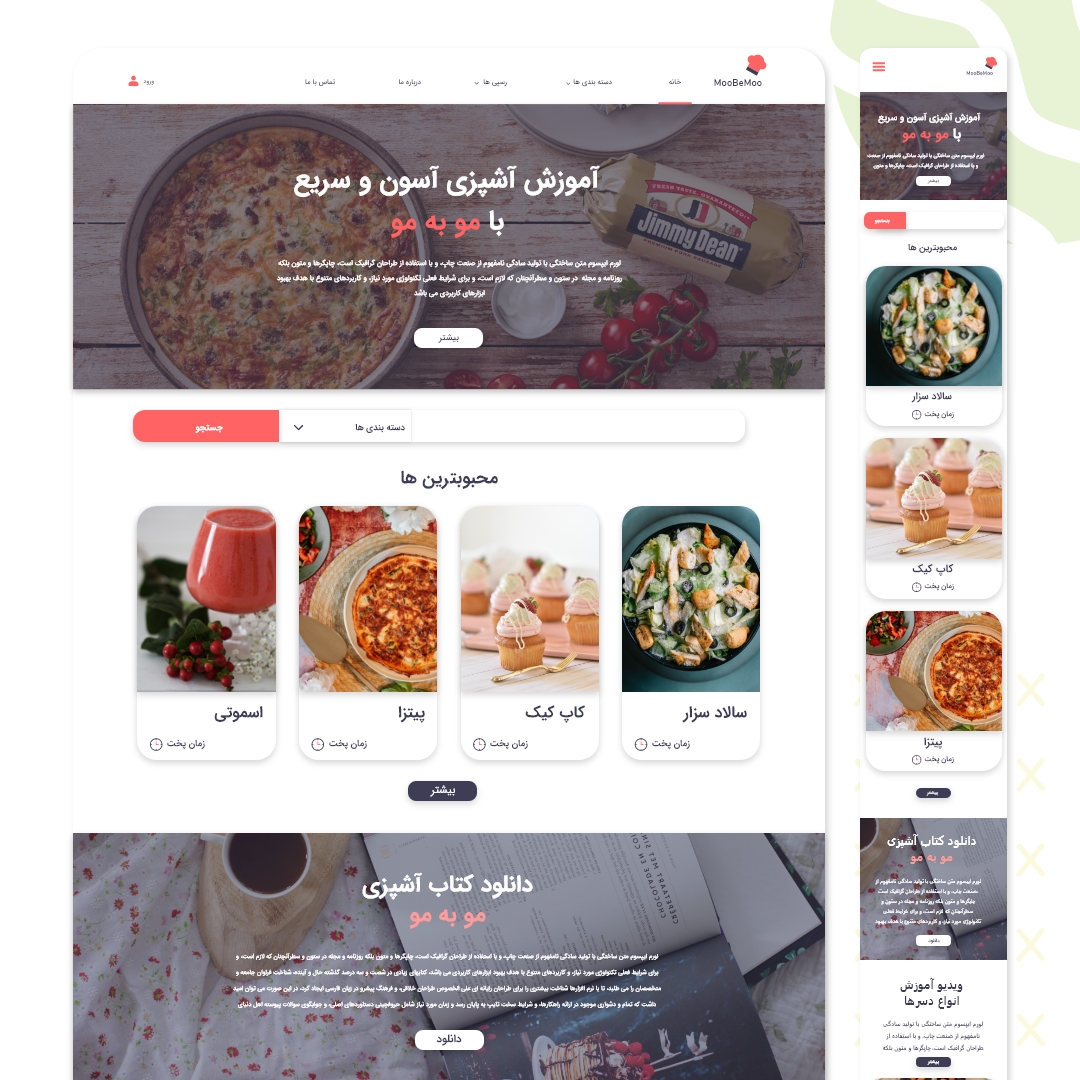 MooBeMoo
خانه
دسته بندی ها
رسپی ها
درباره ما
تماس با ما
ورود
آموزش آشپزی آسون و سریع
با مو به مو
لورم ایپسوم متن ساختگی با تولید سادگی نامفهوم از صنعت چاپ، و با استفاده از طراحان گرافیک است، چاپگرها و متون بلکه
روزنامه و مجله در ستون و سطرآنچنان که لازم است، و برای شرایط فعلی تکنولوژی مورد نیاز، و کاربردهای متنوع با هدف بهبود
ابزارهای کاربردی می باشد
بیشتر
FRESH TASTE. GUARANTEED.
Jimmy Dean
PREMIUM PORK
دسته بندی ها
جستجو
محبوبترین ها
سالاد سزار
زمان پخت
کاپ کیک
زمان پخت
پیتزا
زمان پخت
اسموتی
زمان پخت
بیشتر
دانلود کتاب آشپزی
مو به مو
لورم ایپسوم متن ساختگی با تولید سادگی نامفهوم از صنعت چاپ، و با استفاده از طراحان گرافیک است، چاپگرها و متون بلکه روزنامه و مجله در ستون و سطرآنچنان که لازم است، و
برای شرایط فعلی تکنولوژی مورد نیاز، و کاربردهای متنوع با هدف بهبود ابزارهای کاربردی می باشد، کتابهای زیادی در شصت و سه درصد گذشته حال و آینده، شناخت فراوان جامعه و
متخصصان را می طلبد، تا با نرم افزارها شناخت بیشتری را برای طراحان رایانه ای علی الخصوص طراحان خلاقی، و فرهنگ پیشرو در زبان فارسی ایجاد کرد، در این صورت می توان امید
داشت که تمام و دشواری موجود در ارائه راهکارها، و شرایط سخت تایپ به پایان رسد و زمان مورد نیاز شامل حروفچینی دستاوردهای اصلی، و جوابگوی سوالات پیوسته اهل دنیای
دانلود
MooBeMoo
آموزش آشپزی آسون و سریع
با مو به مو
لورم ایپسوم متن ساختگی با تولید سادگی نامفهوم از صنعت
و با استفاده از طراحان گرافیک است، چاپگرها و متون
بیشتر
جستجو
محبوبترین ها
سالاد سزار
زمان پخت
کاپ کیک
زمان پخت
پیتزا
زمان پخت
بیشتر
دانلود کتاب آشپزی
مو به مو
لورم ایپسوم متن ساختگی با تولید سادگی نامفهوم از
صنعت چاپ، و با استفاده از طراحان گرافیک است
چاپگرها و متون بلکه روزنامه و مجله در ستون و
سطرآنچنان که لازم است، و برای شرایط فعلی
تکنولوژی مورد نیاز، و کاربردهای متنوع با هدف بهبود
دانلود
ویدیو آموزش
انواع دسرها
لورم ایپسوم متن ساختگی با تولید سادگی
نامفهوم از صنعت چاپ، و با استفاده از
طراحان گرافیک است، چاپگرها و متون بلکه
بیشتر